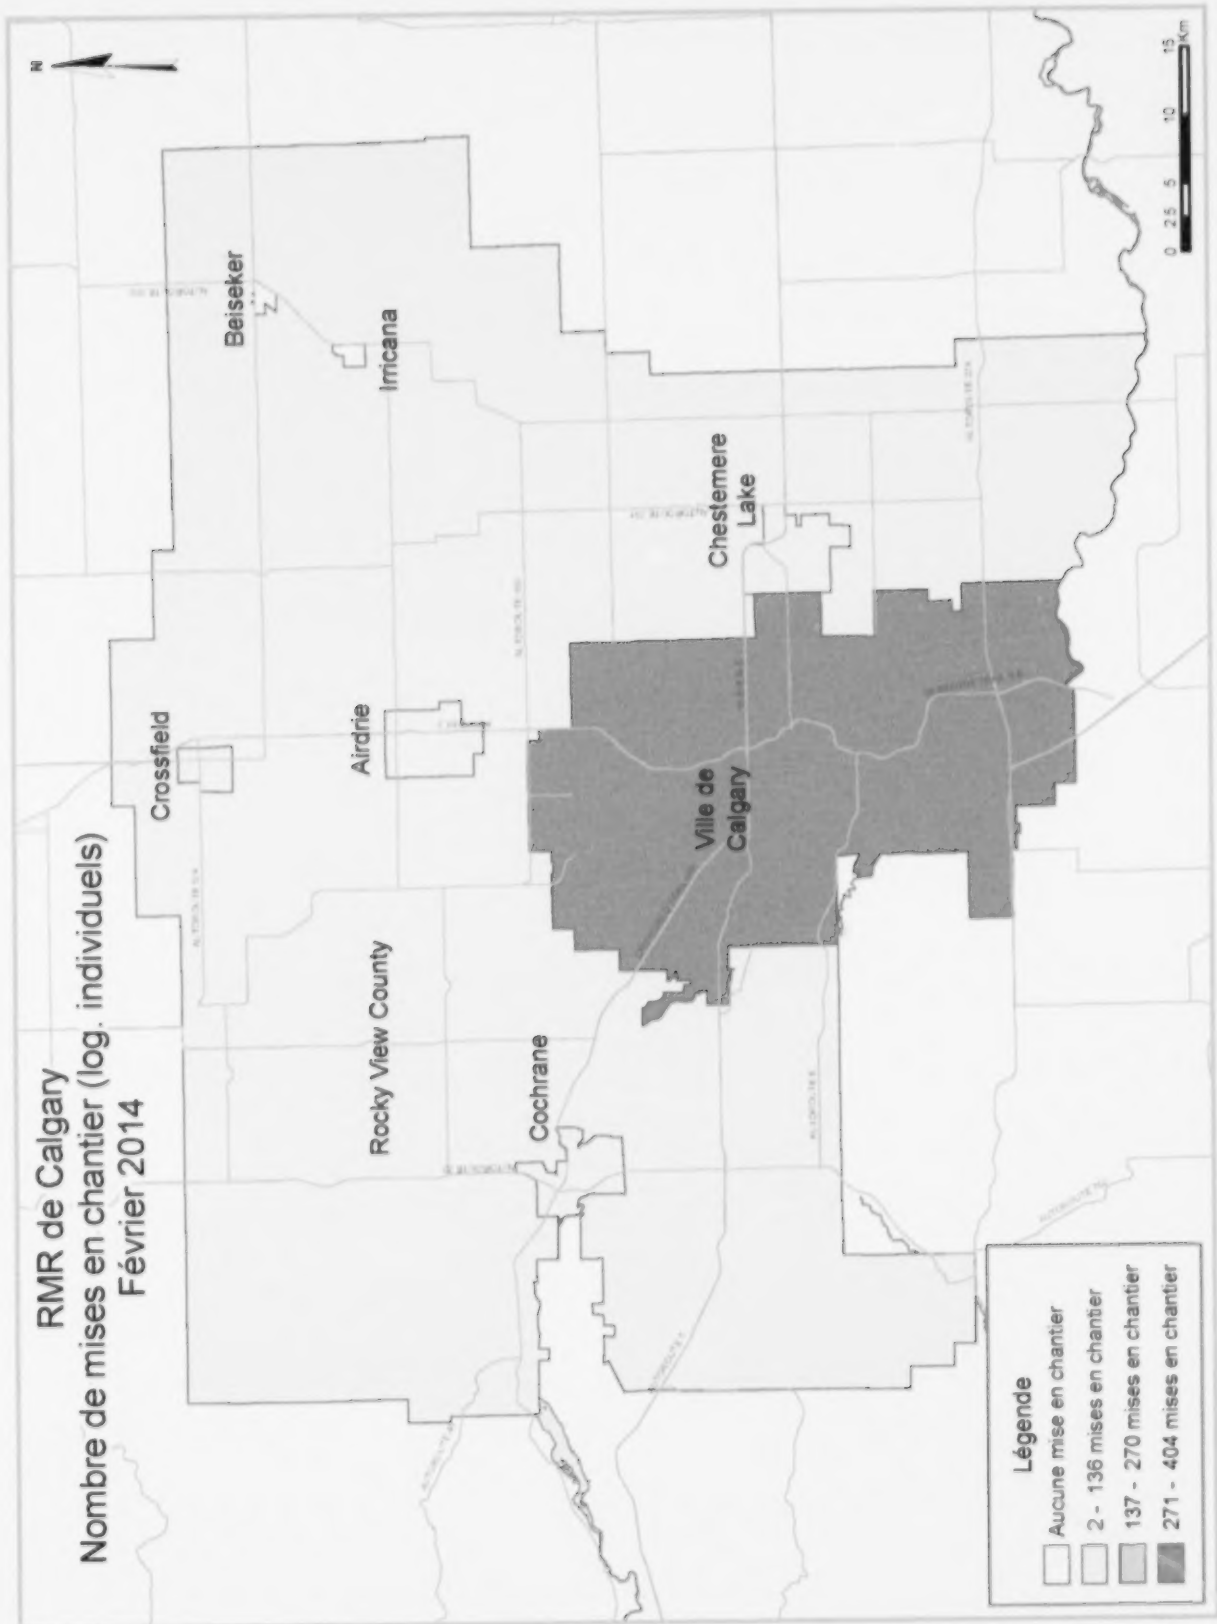 RMR de Calgary
Nombre de mises en chantier (log. individuels)
Février 2014
N
Crossfield
Beiseker
Irricana
Airdrie
Rocky View County
Cochrane
Chestemere
Lake
Ville de
Calgary
Légende
Aucune mise en chantier
2 - 136 mises en chantier
137 - 270 mises en chantier
271 - 404 mises en chantier
0 2.5 5 10 15
Km